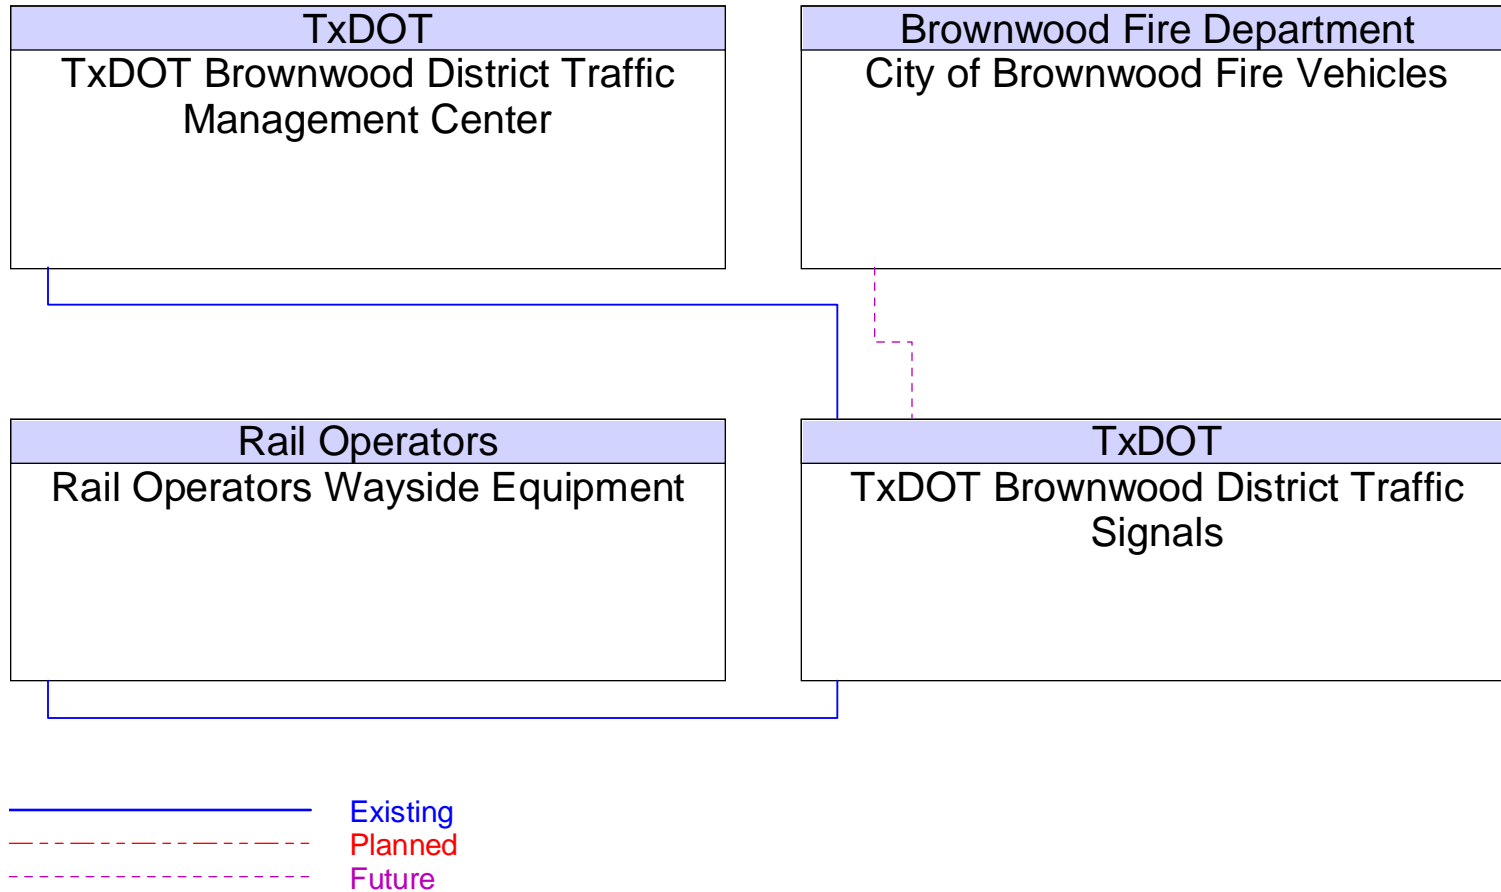 TxDOT
TxDOT Brownwood District Traffic
Management Center
Brownwood Fire Department
City of Brownwood Fire Vehicles
Rail Operators
Rail Operators Wayside Equipment
TxDOT
TxDOT Brownwood District Traffic
Signals
Existing
Planned
Future